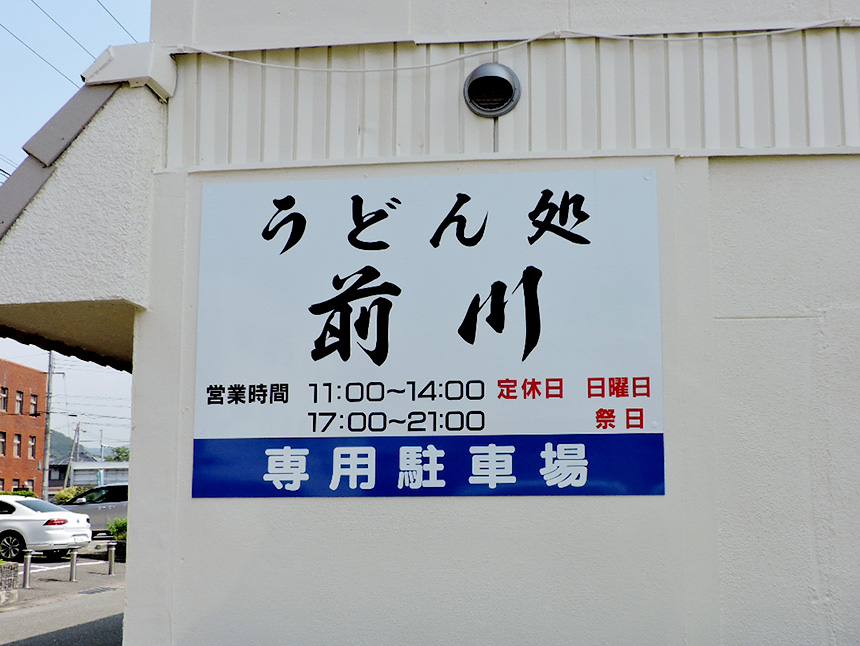 うどん処
前川
営業時間 11:00〜14:00 定休日 日曜日
17:00〜21:00 祭日
専用駐車場